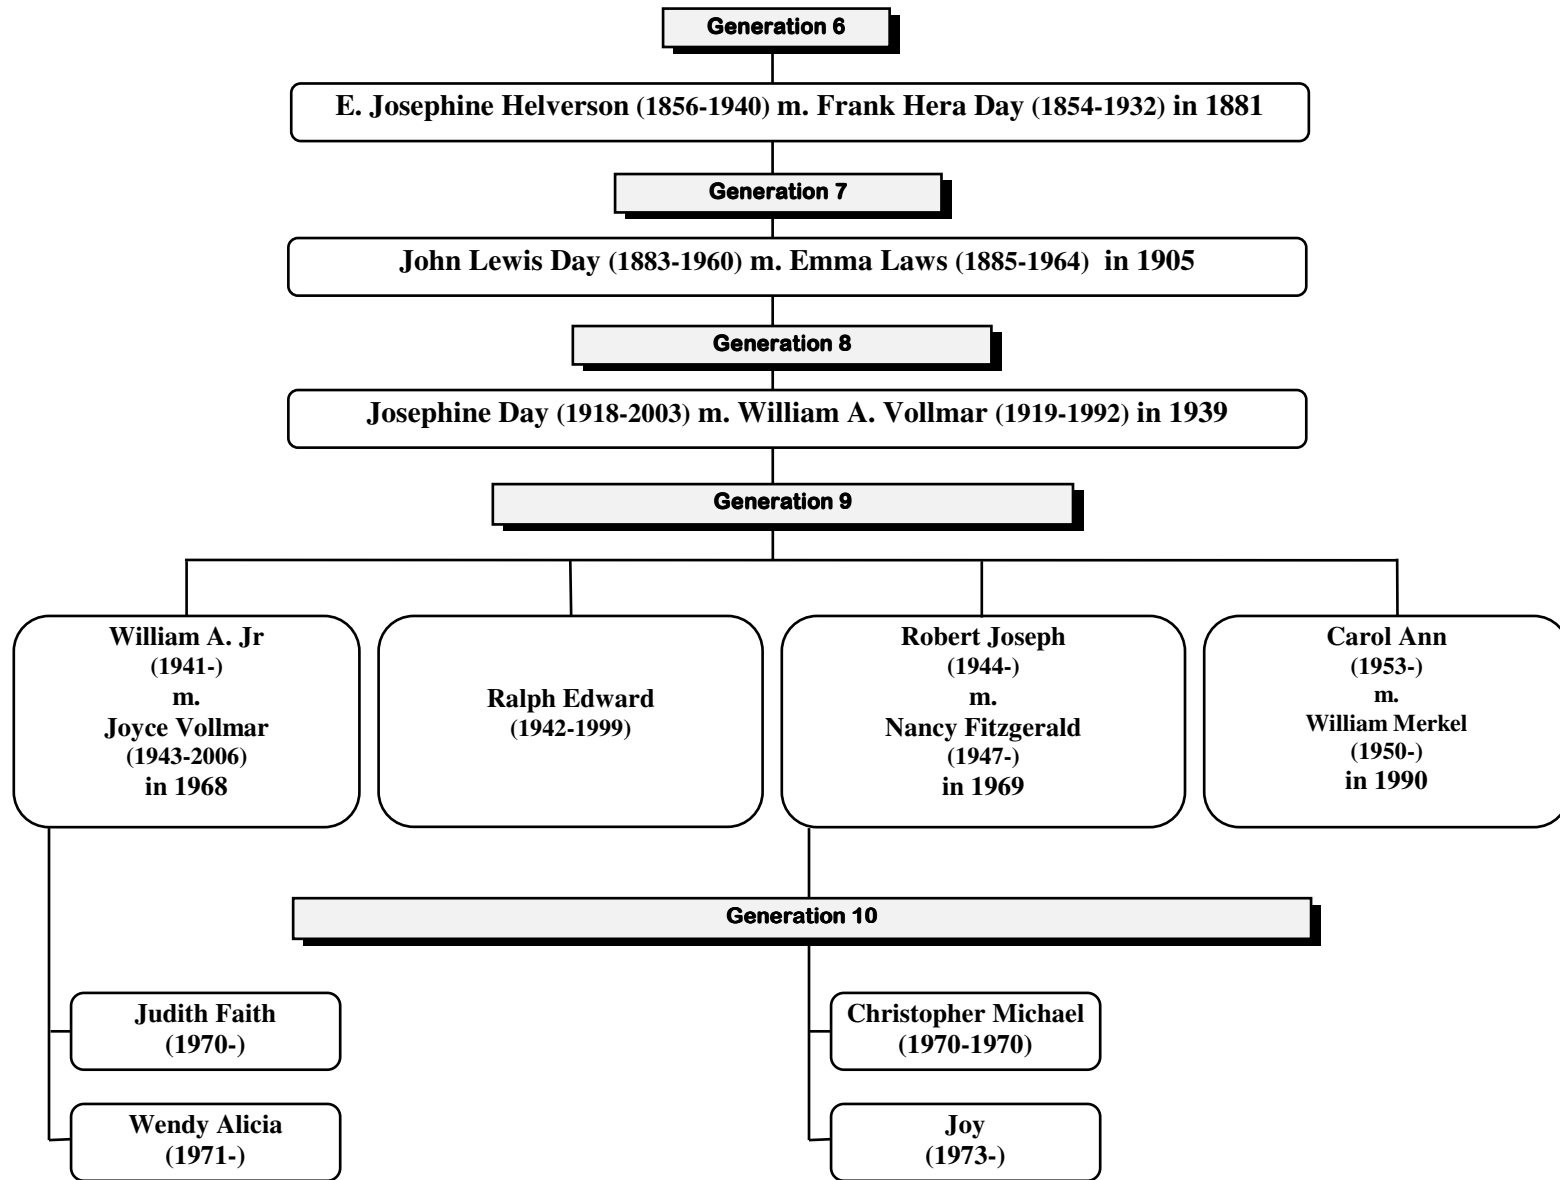 Generation 6
E. Josephine Helverson (1856-1940) m. Frank Hera Day (1854-1932) in 1881
Generation 7
John Lewis Day (1883-1960) m. Emma Laws (1885-1964) in 1905
Generation 8
Josephine Day (1918-2003) m. William A. Vollmar (1919-1992) in 1939
Generation 9
William A. Jr
(1941-)
m.
Joyce Vollmar
(1943-2006)
in 1968
Ralph Edward
(1942-1999)
Robert Joseph
(1944-)
m.
Nancy Fitzgerald
(1947-)
in 1969
Carol Ann
(1953-)
m.
William Merkel
(1950-)
in 1990
Generation 10
Judith Faith
(1970-)
Wendy Alicia
(1971-)
Christopher Michael
(1970-1970)
Joy
(1973-)